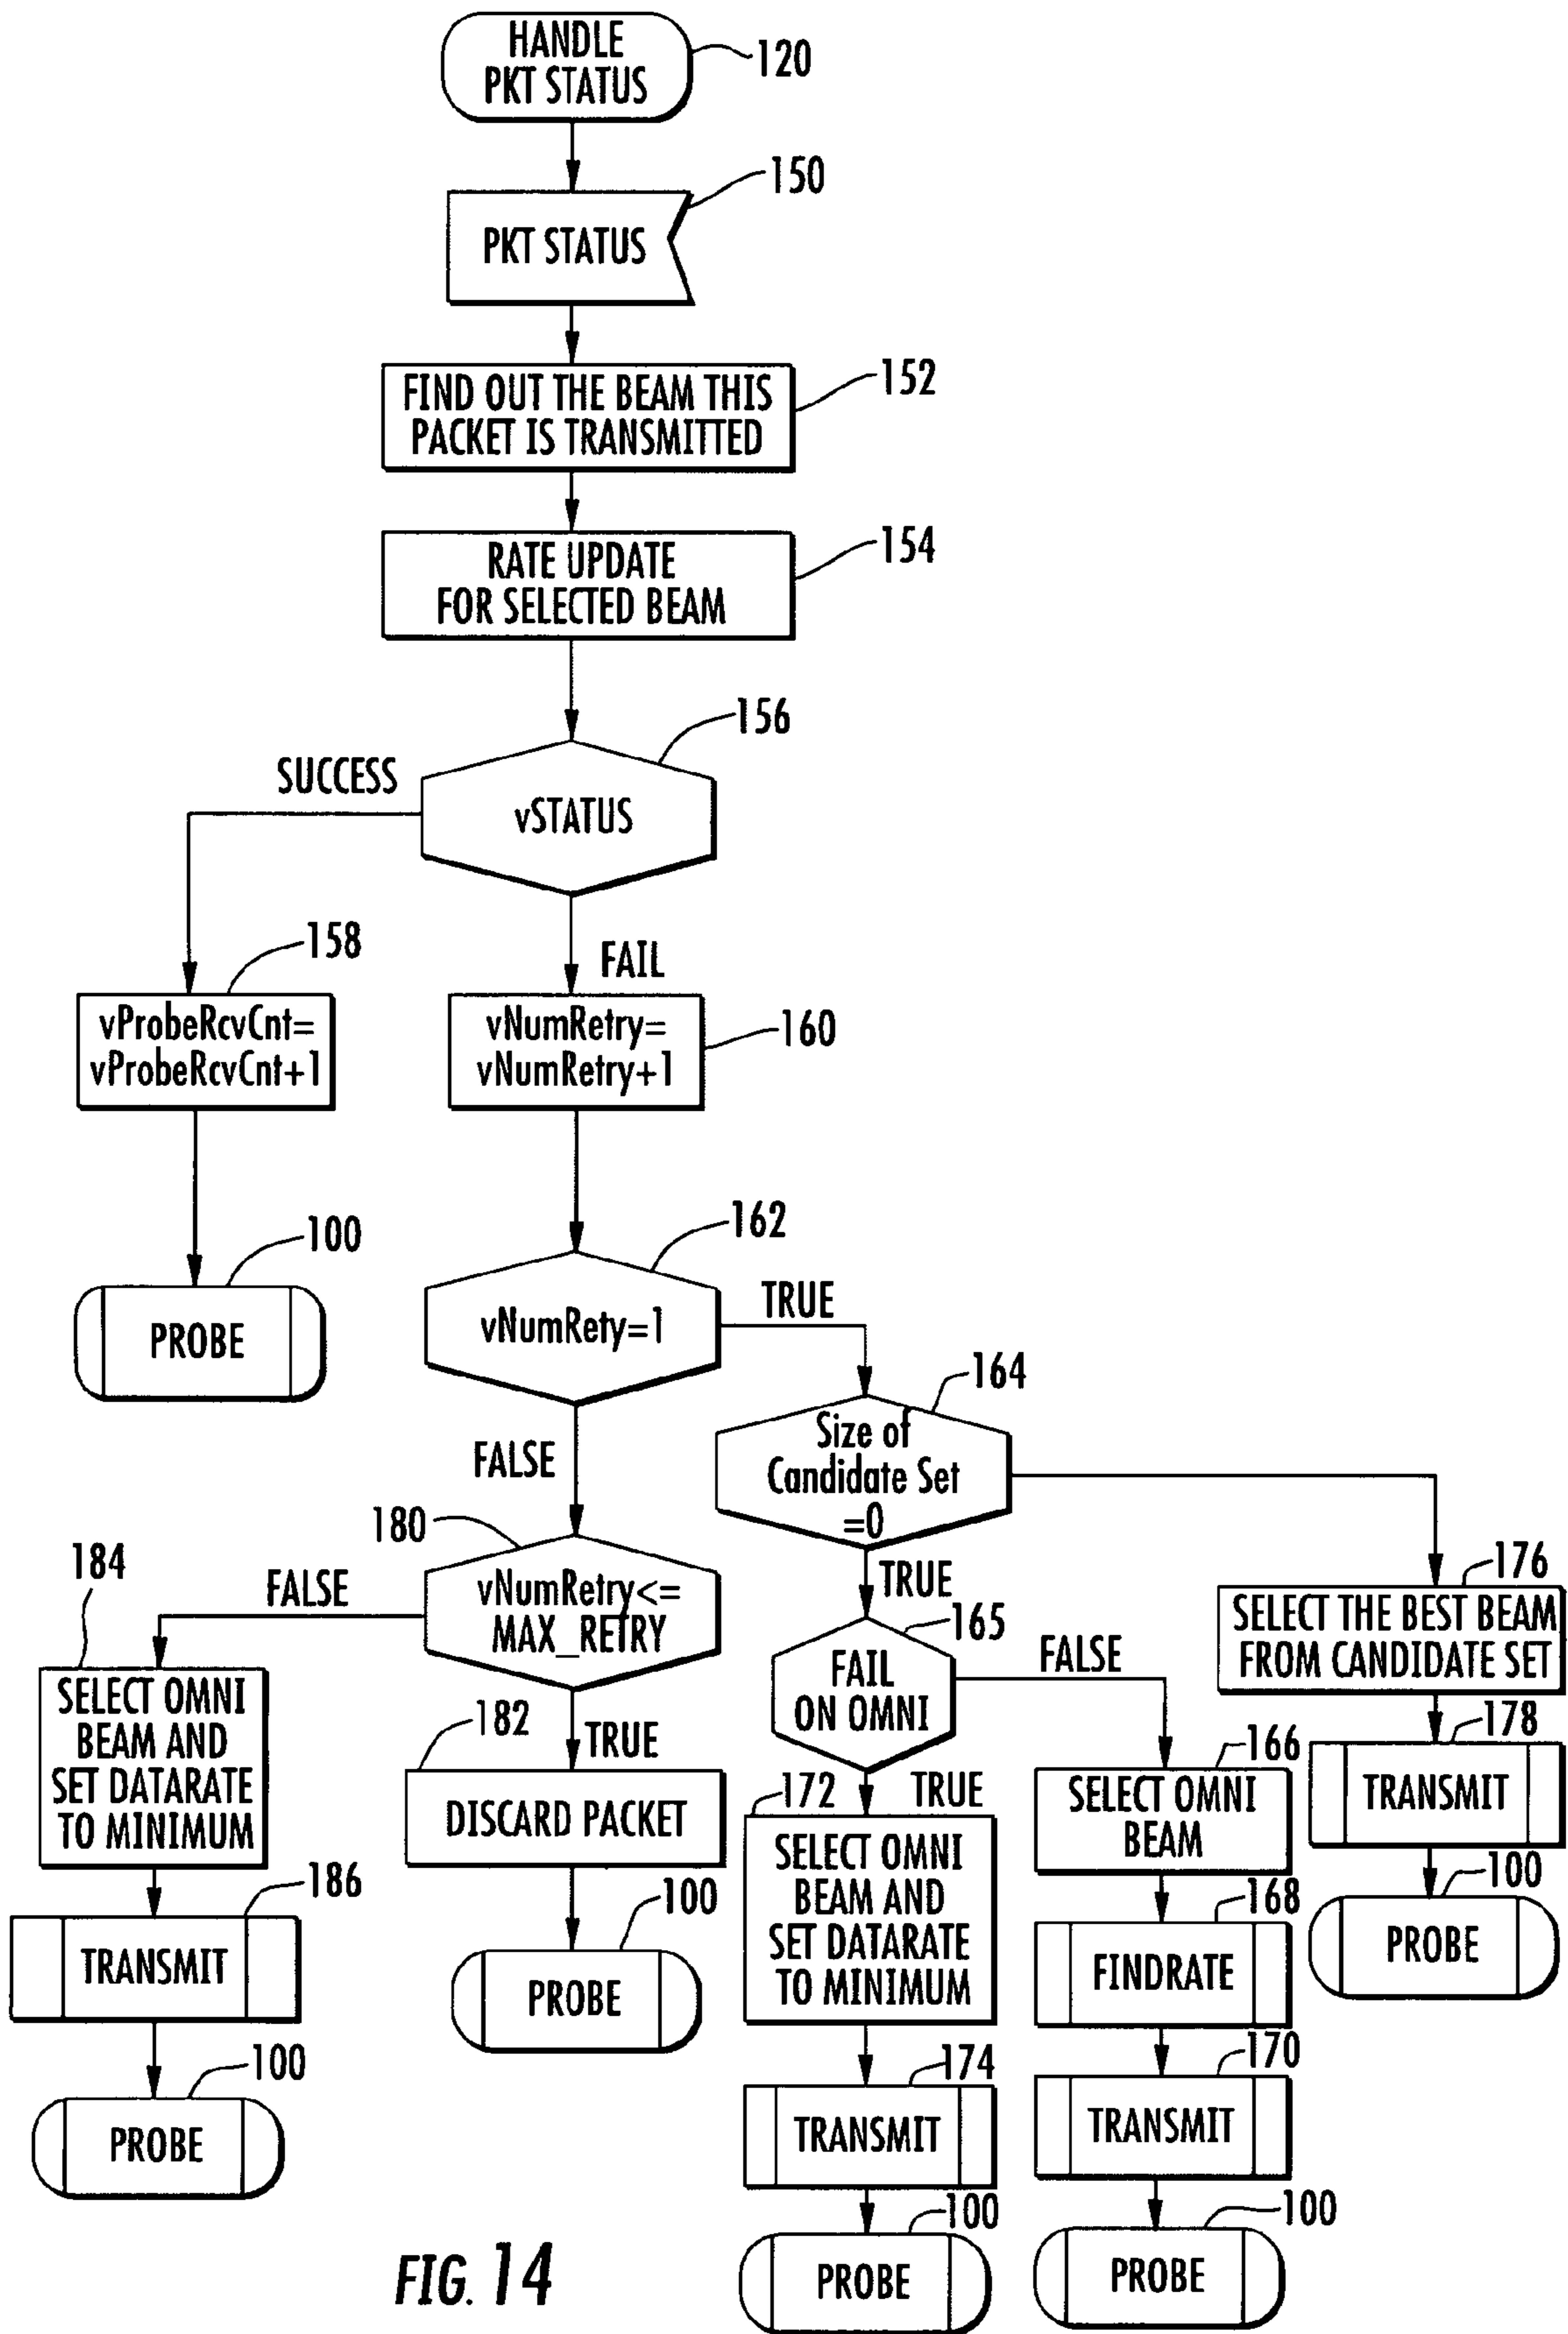 HANDLE
PKT STATUS
120
PKT STATUS
150
FIND OUT THE BEAM THIS
PACKET IS TRANSMITTED
152
RATE UPDATE
FOR SELECTED BEAM
154
156
vSTATUS
SUCCESS
FAIL
158
vProbeRcvCnt=
vProbeRcvCnt+1
vNumRetry=
vNumRetry+1
160
100
PROBE
162
vNumRety=1
TRUE
FALSE
164
Size of
Candidate Set
=0
TRUE
180
vNumRetry<=
MAX_RETRY
FALSE
TRUE
184
SELECT OMNI
BEAM AND
SET DATARATE
TO MINIMUM
186
TRANSMIT
100
PROBE
182
DISCARD PACKET
100
PROBE
165
FAIL
ON OMNI
FALSE
TRUE
172
SELECT OMNI
BEAM AND
SET DATARATE
TO MINIMUM
174
TRANSMIT
100
PROBE
166
SELECT OMNI
BEAM
168
FINDRATE
170
TRANSMIT
100
PROBE
176
SELECT THE BEST BEAM
FROM CANDIDATE SET
178
TRANSMIT
100
PROBE
FIG. 14